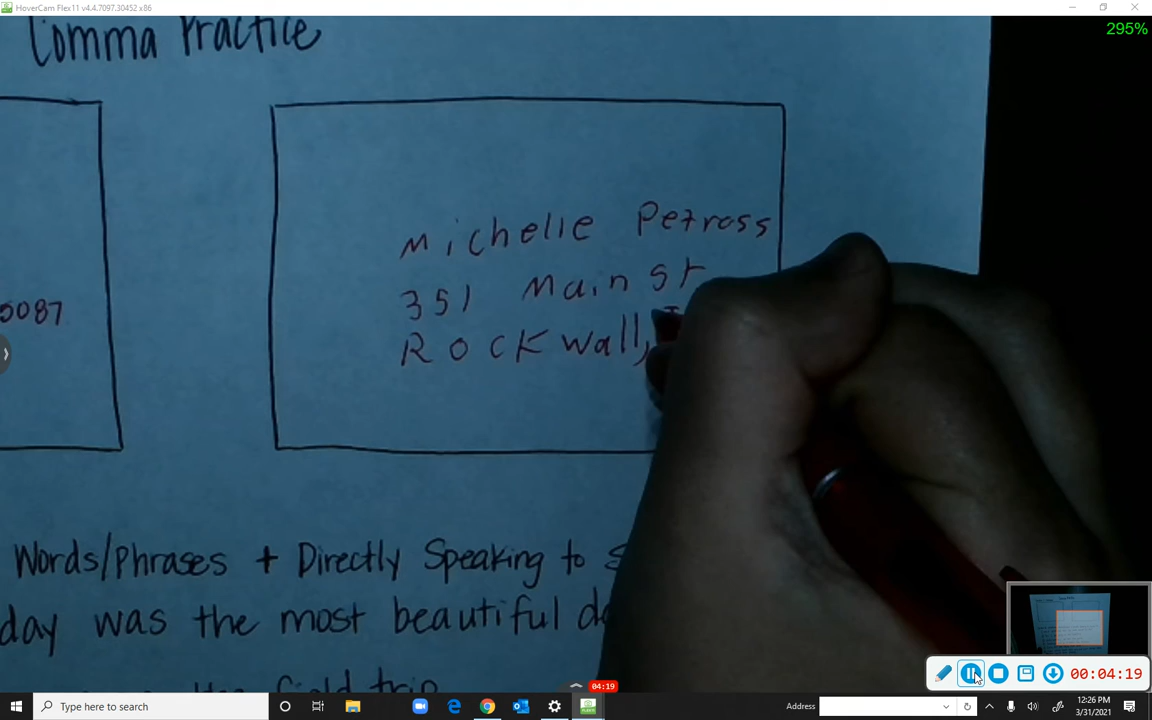 HoverCam Flex11 v4.4.7097.30452 x86
295%
Comma Practice
Michelle Petross
351 Main St
Rockwall,
5087
Words/Phrases + Directly Speaking to
day was the most beautiful
field trip
00:04:19
04:19
Type here to search
Address
12:26 PM
3/31/2021